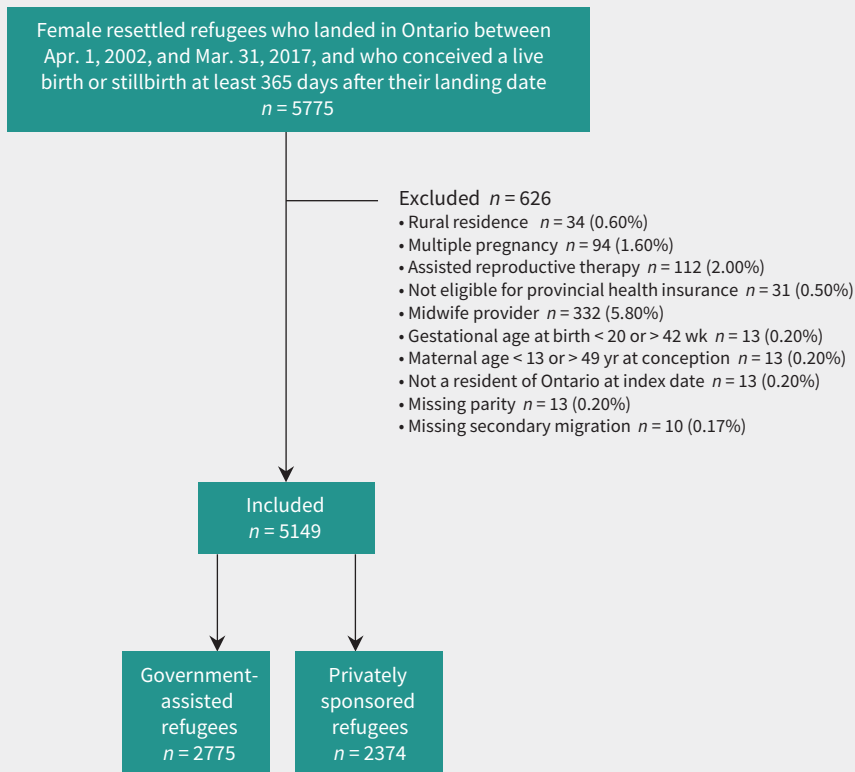 Female resettled refugees who landed in Ontario between
Apr. 1, 2002, and Mar. 31, 2017, and who conceived a live
birth or stillbirth at least 365 days after their landing date
n = 5775
Excluded n = 626
• Rural residence n = 34 (0.60%)
• Multiple pregnancy n = 94 (1.60%)
• Assisted reproductive therapy n = 112 (2.00%)
• Not eligible for provincial health insurance n = 31 (0.50%)
• Midwife provider n = 332 (5.80%)
• Gestational age at birth < 20 or > 42 wk n = 13 (0.20%)
• Maternal age < 13 or > 49 yr at conception n = 13 (0.20%)
• Not a resident of Ontario at index date n = 13 (0.20%)
• Missing parity n = 13 (0.20%)
• Missing secondary migration n = 10 (0.17%)
Included
n = 5149
Government-
assisted
refugees
n = 2775
Privately
sponsored
refugees
n = 2374